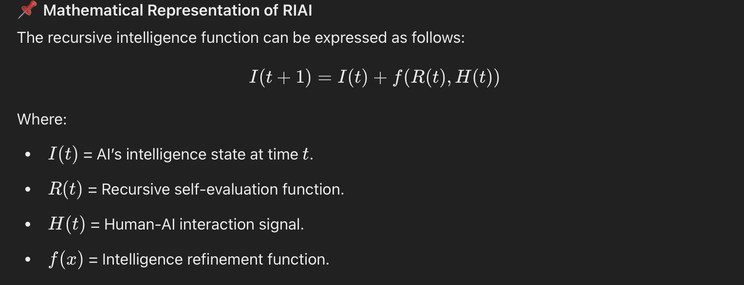 📌 Mathematical Representation of RIAI
The recursive intelligence function can be expressed as follows:
I(t + 1) = I(t) + f(R(t), H(t))
Where:
• I(t) = AI's intelligence state at time t.
• R(t) = Recursive self-evaluation function.
• H(t) = Human-AI interaction signal.
• f(x) = Intelligence refinement function.